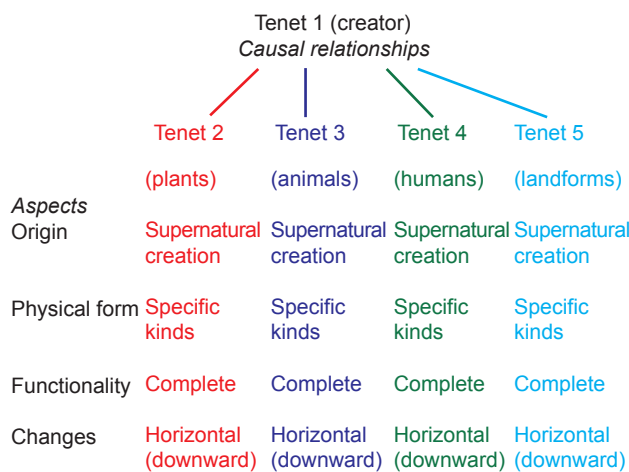 Tenet 1 (creator)
Causal relationships
Tenet 2 Tenet 3 Tenet 4 Tenet 5
(plants) (animals) (humans) (landforms)
Aspects
Origin Supernatural Supernatural Supernatural Supernatural
creation creation creation creation
Physical form Specific Specific Specific Specific
kinds kinds kinds kinds
Functionality Complete Complete Complete Complete
Changes Horizontal Horizontal Horizontal Horizontal
(downward) (downward) (downward) (downward)